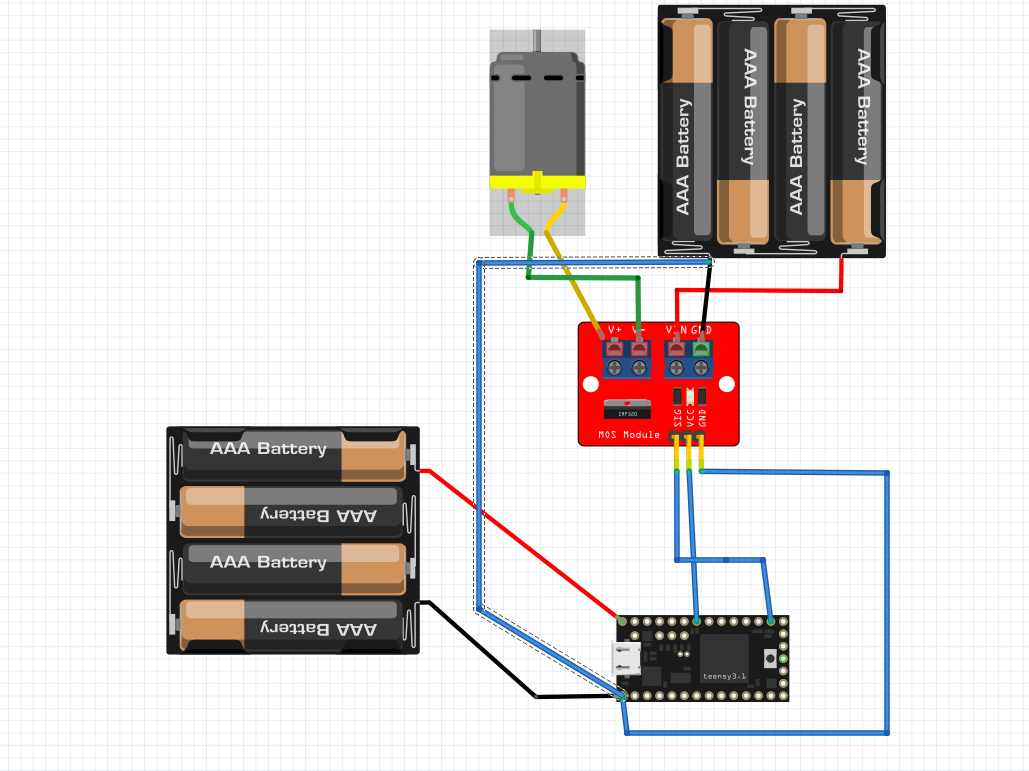 AAA Battery
AAA Battery
AAA Battery
AAA Battery
V+
V-
VIN
GND
SIG
VCC
GND
IRF520
MOS Module
AAA Battery
AAA Battery
AAA Battery
AAA Battery
teensy3.1